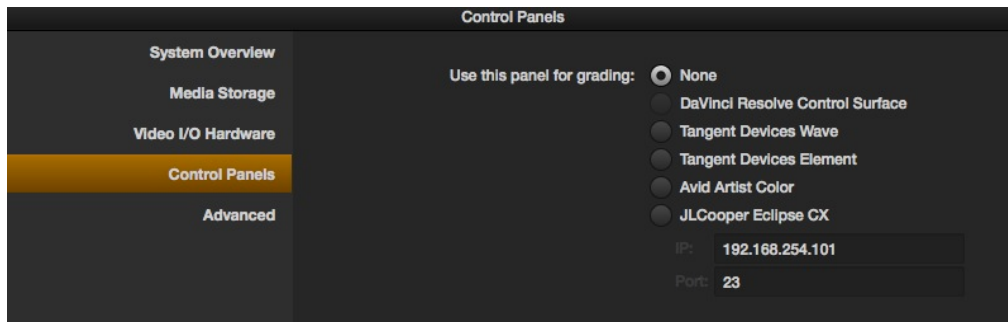 Control Panels
System Overview
Media Storage
Video I/O Hardware
Control Panels
Advanced
Use this panel for grading: None
DaVinci Resolve Control Surface
Tangent Devices Wave
Tangent Devices Element
Avid Artist Color
JLCooper Eclipse CX
IP: 192.168.254.101
Port: 23